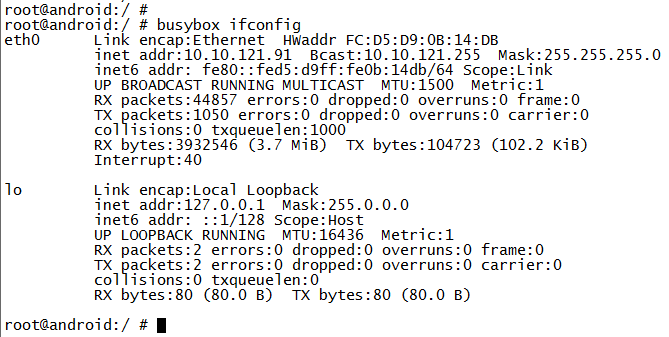 root@android:/ #
root@android:/ # busybox ifconfig
eth0      Link encap:Ethernet  HWaddr FC:D5:D9:0B:14:DB
          inet addr:10.10.121.91  Bcast:10.10.121.255  Mask:255.255.255.0
          inet6 addr: fe80::fed5:d9ff:fe0b:14db/64 Scope:Link
          UP BROADCAST RUNNING MULTICAST  MTU:1500  Metric:1
          RX packets:44857 errors:0 dropped:0 overruns:0 frame:0
          TX packets:1050 errors:0 dropped:0 overruns:0 carrier:0
          collisions:0 txqueuelen:1000
          RX bytes:3932546 (3.7 MiB)  TX bytes:104723 (102.2 KiB)
          Interrupt:40
lo        Link encap:Local Loopback
          inet addr:127.0.0.1  Mask:255.0.0.0
          inet6 addr: ::1/128 Scope:Host
          UP LOOPBACK RUNNING  MTU:16436  Metric:1
          RX packets:2 errors:0 dropped:0 overruns:0 frame:0
          TX packets:2 errors:0 dropped:0 overruns:0 carrier:0
          collisions:0 txqueuelen:0
          RX bytes:80 (80.0 B)  TX bytes:80 (80.0 B)
root@android:/ #